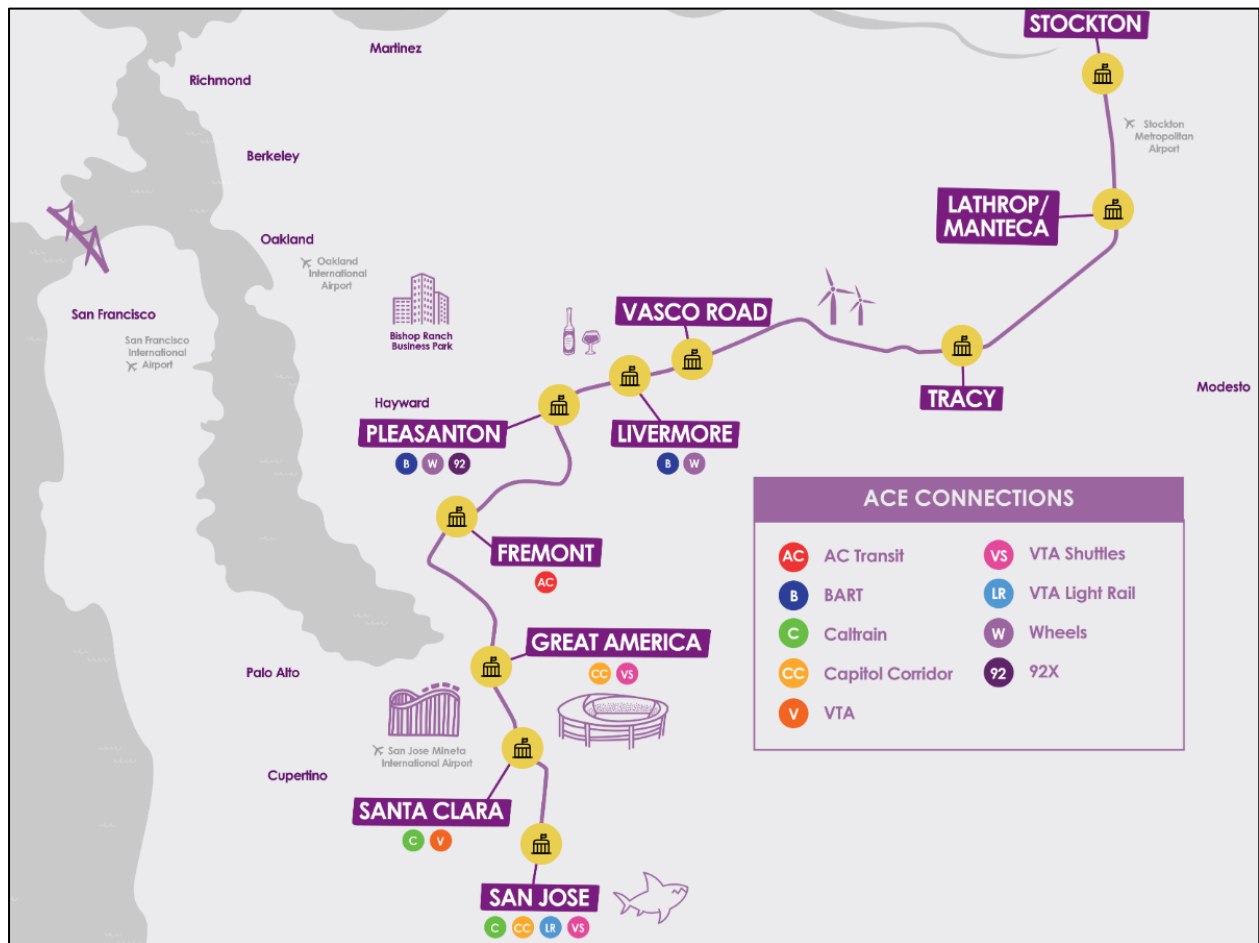 STOCKTON
Martinez
Richmond
Stockton
Metropolitan
Airport
Berkeley
LATHROP/
MANTECA
Oakland
Oakland
International
Airport
San Francisco
San Francisco
International
Airport
Bishop Ranch
Business Park
VASCO ROAD
TRACY
Modesto
Hayward
PLEASANTON
B W 92
LIVERMORE
B W
FREMONT
AC
GREAT AMERICA
CC VS
Palo Alto
San Jose Mineta
International Airport
Cupertino
SANTA CLARA
C V
SAN JOSE
C CC LR VS
ACE CONNECTIONS
AC AC Transit
B BART
C Caltrain
CC Capitol Corridor
V VTA
VS VTA Shuttles
LR VTA Light Rail
W Wheels
92 92X